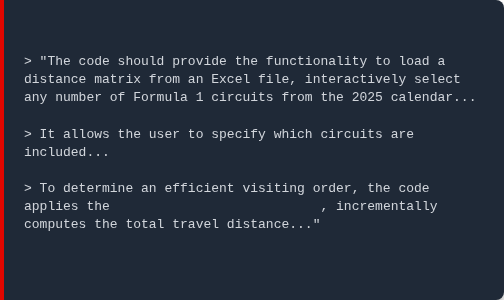 > "The code should provide the functionality to load a
distance matrix from an Excel file, interactively select
any number of Formula 1 circuits from the 2025 calendar...
> It allows the user to specify which circuits are
included...
> To determine an efficient visiting order, the code
applies the , incrementally
computes the total travel distance..."